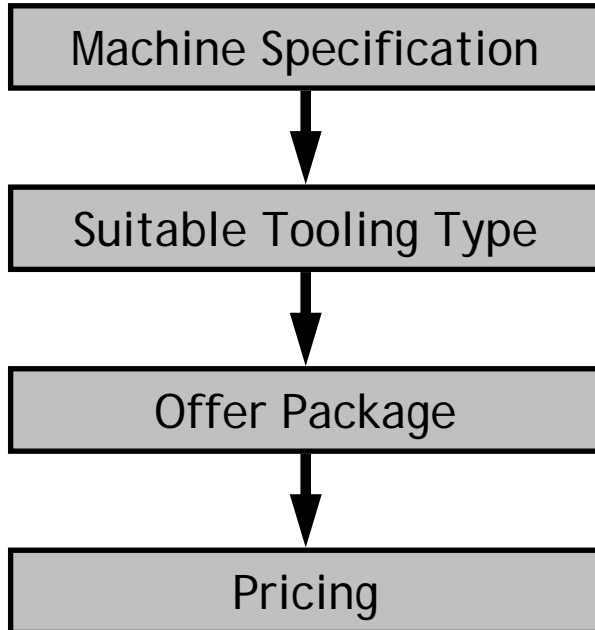 Machine Specification
Suitable Tooling Type
Offer Package
Pricing